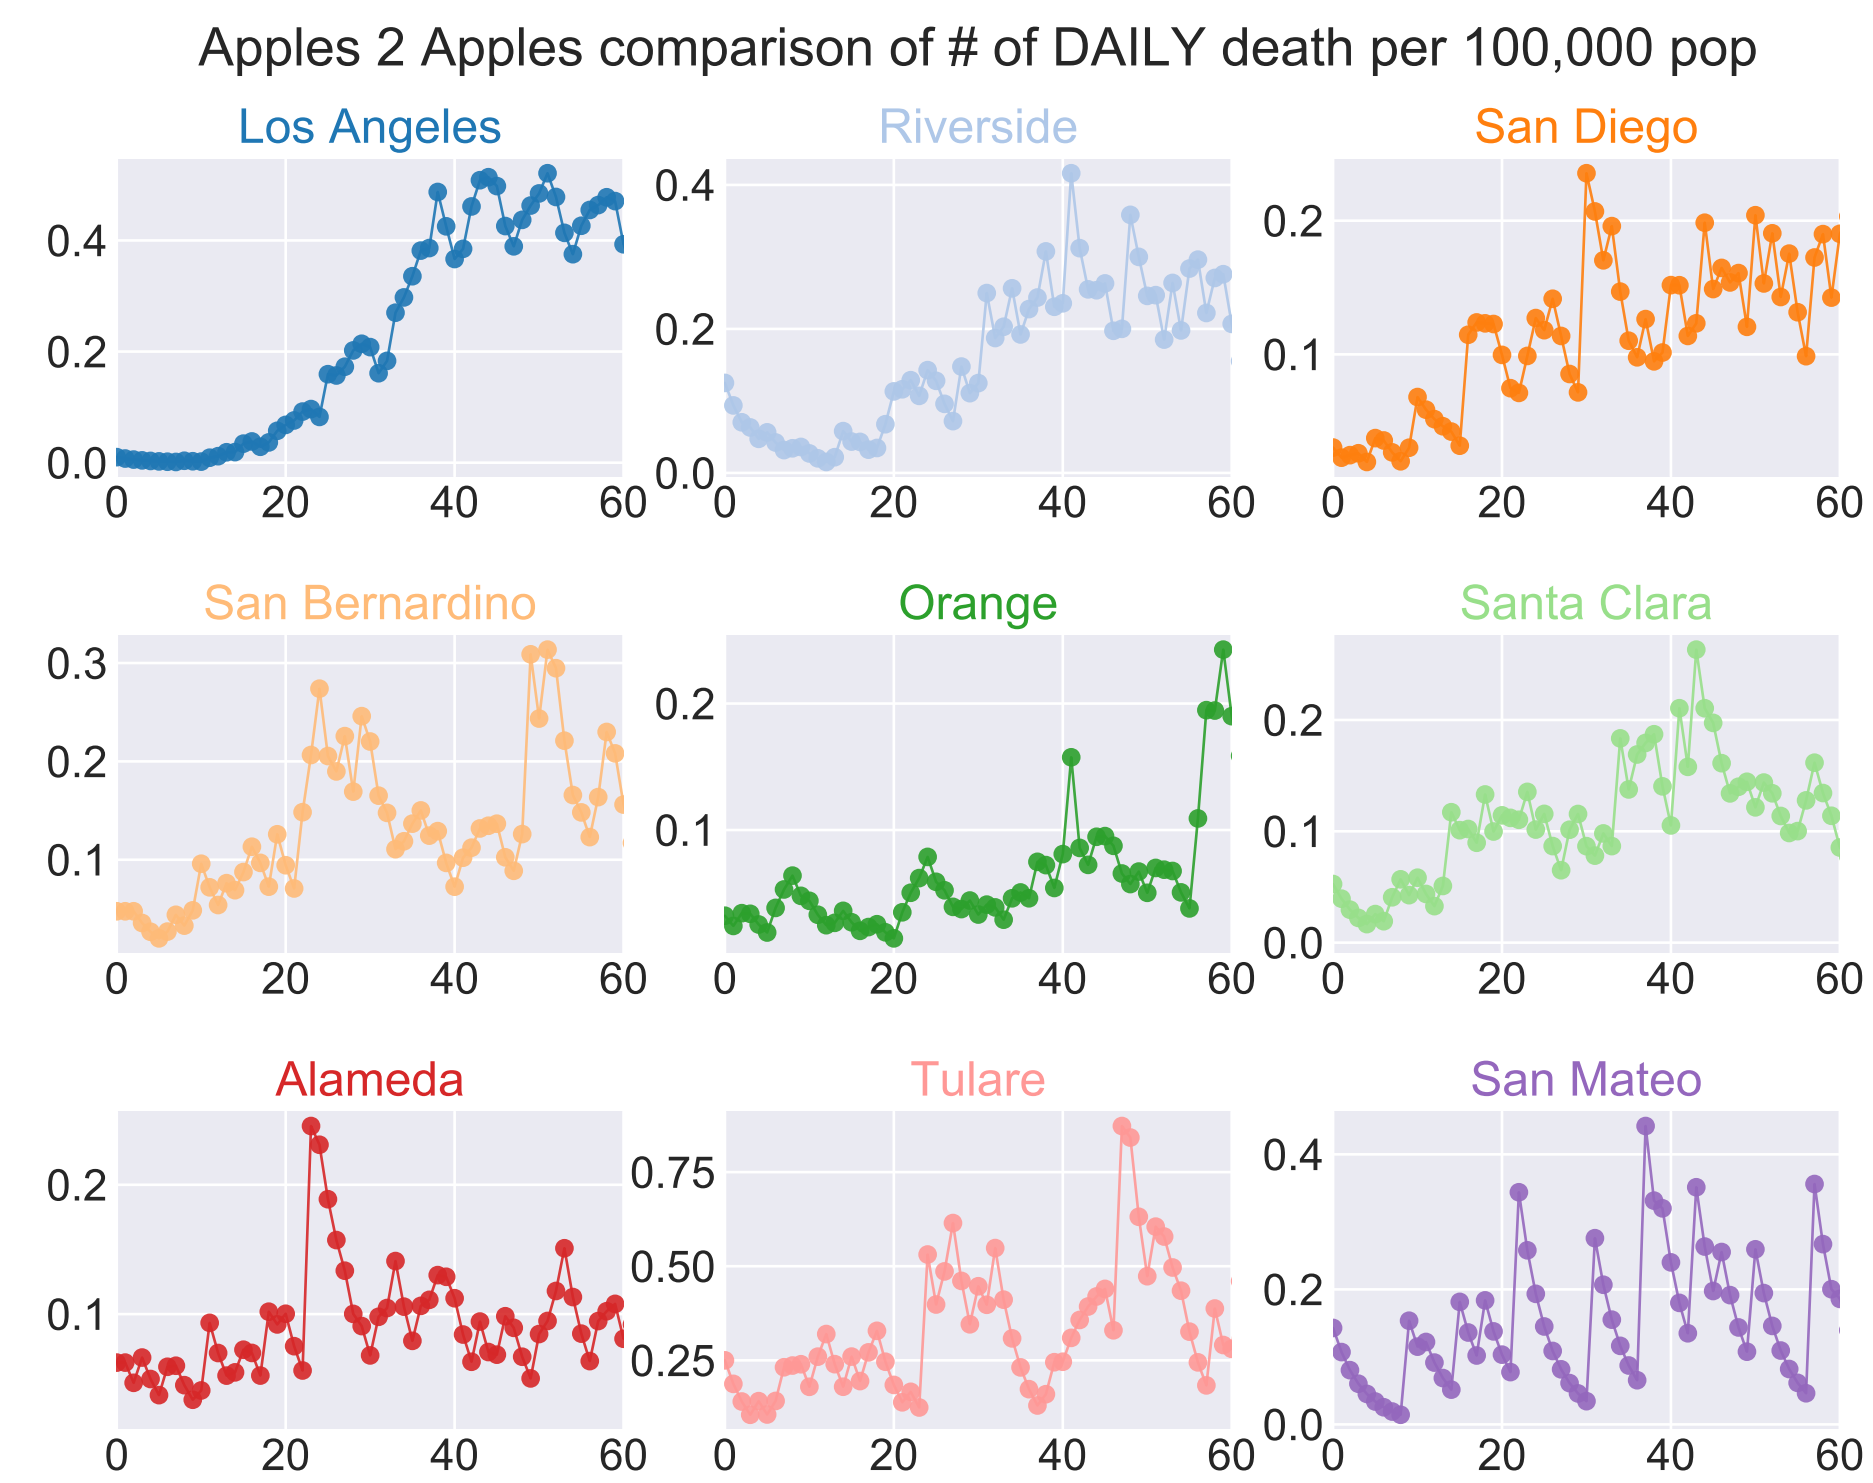 Apples 2 Apples comparison of # of DAILY death per 100,000 pop
Los Angeles
0.4
0.2
0.0
0 20 40 60
Riverside
0.4
0.2
0.0
0 20 40 60
San Diego
0.2
0.1
0 20 40 60
San Bernardino
0.3
0.2
0.1
0 20 40 60
Orange
0.2
0.1
0 20 40 60
Santa Clara
0.2
0.1
0.0
0 20 40 60
Alameda
0.2
0.1
0 20 40 60
Tulare
0.75
0.50
0.25
0 20 40 60
San Mateo
0.4
0.2
0.0
0 20 40 60